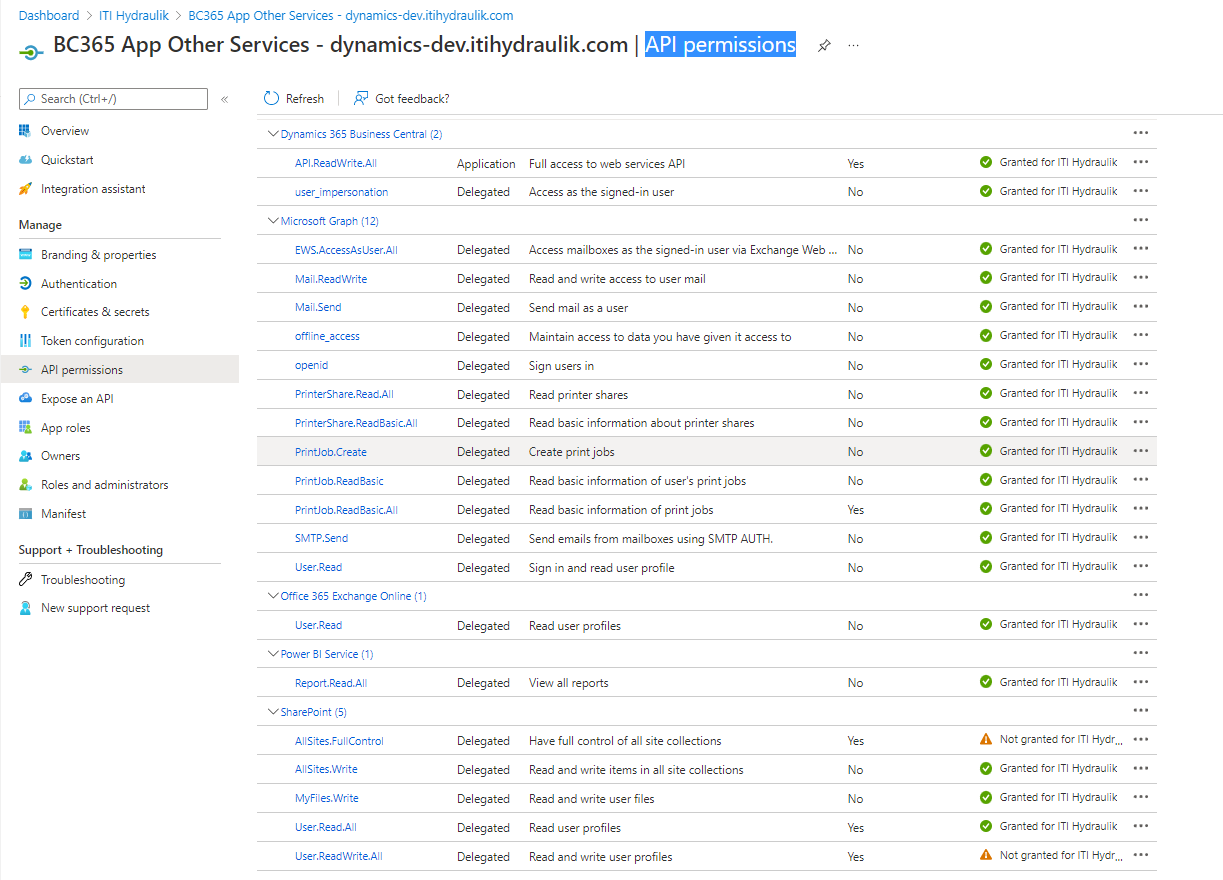 Dashboard > ITI Hydraulik > BC365 App Other Services - dynamics-dev.itihydraulik.com
BC365 App Other Services - dynamics-dev.itihydraulik.com | API permissions ...
Search (Ctrl+/) «
Overview
Quickstart
Integration assistant
Manage
Branding & properties
Authentication
Certificates & secrets
Token configuration
API permissions
Expose an API
App roles
Owners
Roles and administrators
Manifest
Support + Troubleshooting
Troubleshooting
New support request
Refresh | Got feedback?
Dynamics 365 Business Central (2) ...
API.ReadWrite.All Application Full access to web services API Yes Granted for ITI Hydraulik ...
user_impersonation Delegated Access as the signed-in user No Granted for ITI Hydraulik ...
Microsoft Graph (12) ...
EWS.AccessAsUser.All Delegated Access mailboxes as the signed-in user via Exchange Web ... No Granted for ITI Hydraulik ...
Mail.ReadWrite Delegated Read and write access to user mail No Granted for ITI Hydraulik ...
Mail.Send Delegated Send mail as a user No Granted for ITI Hydraulik ...
offline_access Delegated Maintain access to data you have given it access to No Granted for ITI Hydraulik ...
openid Delegated Sign users in No Granted for ITI Hydraulik ...
PrinterShare.Read.All Delegated Read printer shares No Granted for ITI Hydraulik ...
PrinterShare.ReadBasic.All Delegated Read basic information about printer shares No Granted for ITI Hydraulik ...
PrintJob.Create Delegated Create print jobs No Granted for ITI Hydraulik ...
PrintJob.ReadBasic Delegated Read basic information of user's print jobs No Granted for ITI Hydraulik ...
PrintJob.ReadBasic.All Delegated Read basic information of print jobs Yes Granted for ITI Hydraulik ...
SMTP.Send Delegated Send emails from mailboxes using SMTP AUTH. No Granted for ITI Hydraulik ...
User.Read Delegated Sign in and read user profile No Granted for ITI Hydraulik ...
Office 365 Exchange Online (1) ...
User.Read Delegated Read user profiles No Granted for ITI Hydraulik ...
Power BI Service (1) ...
Report.Read.All Delegated View all reports No Granted for ITI Hydraulik ...
SharePoint (5) ...
AllSites.FullControl Delegated Have full control of all site collections Yes Not granted for ITI Hydr... ...
AllSites.Write Delegated Read and write items in all site collections No Granted for ITI Hydraulik ...
MyFiles.Write Delegated Read and write user files No Granted for ITI Hydraulik ...
User.Read.All Delegated Read user profiles Yes Granted for ITI Hydraulik ...
User.ReadWrite.All Delegated Read and write user profiles Yes Not granted for ITI Hydr... ...